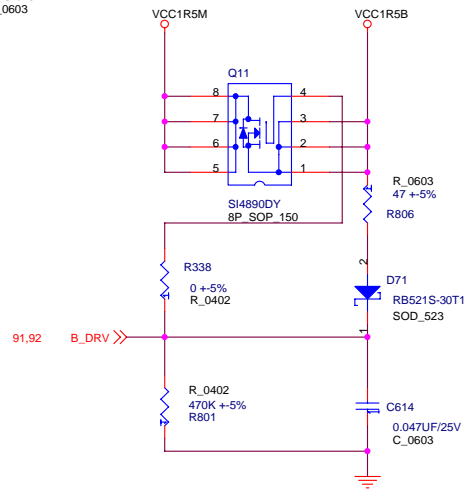 _0603
VCC1R5M
VCC1R5B
Q11
8
4
7
3
6
2
5
1
SI4890DY
8P_SOP_150
R_0603
47 +-5%
R806
R338
0 +-5%
R_0402
2
D71
RB521S-30T1
SOD_523
1
91,92
B_DRV
R_0402
470K +-5%
R801
C614
0.047UF/25V
C_0603